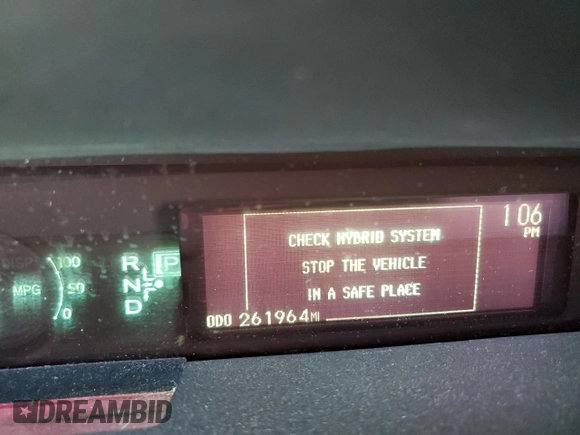 1:06
PM
CHECK HYBRID SYSTEM
STOP THE VEHICLE
IN A SAFE PLACE
ODO 261964 MI
100
MPG
50
0
R
N
D
P
DREAMBID